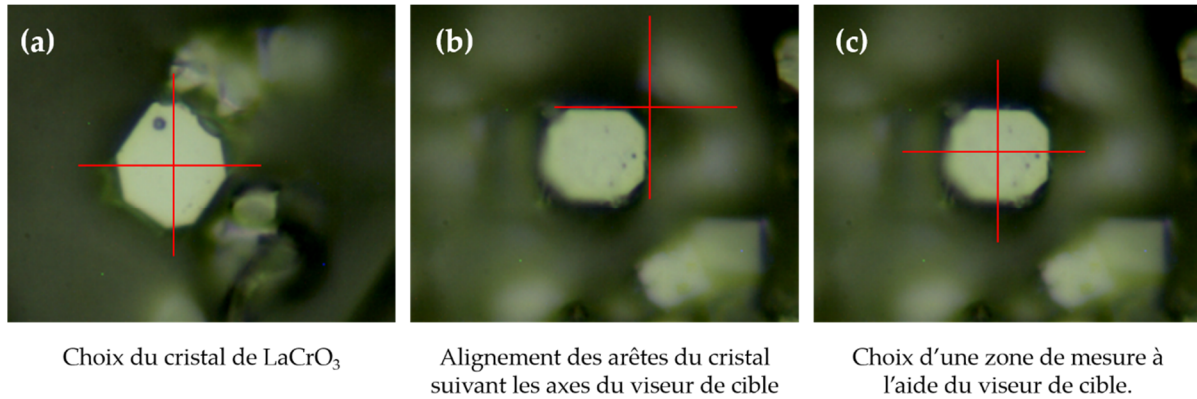 (a)
(b)
(c)
Choix du cristal de LaCrO₃
Alignement des arêtes du cristal
suivant les axes du viseur de cible
Choix d'une zone de mesure à
l'aide du viseur de cible.